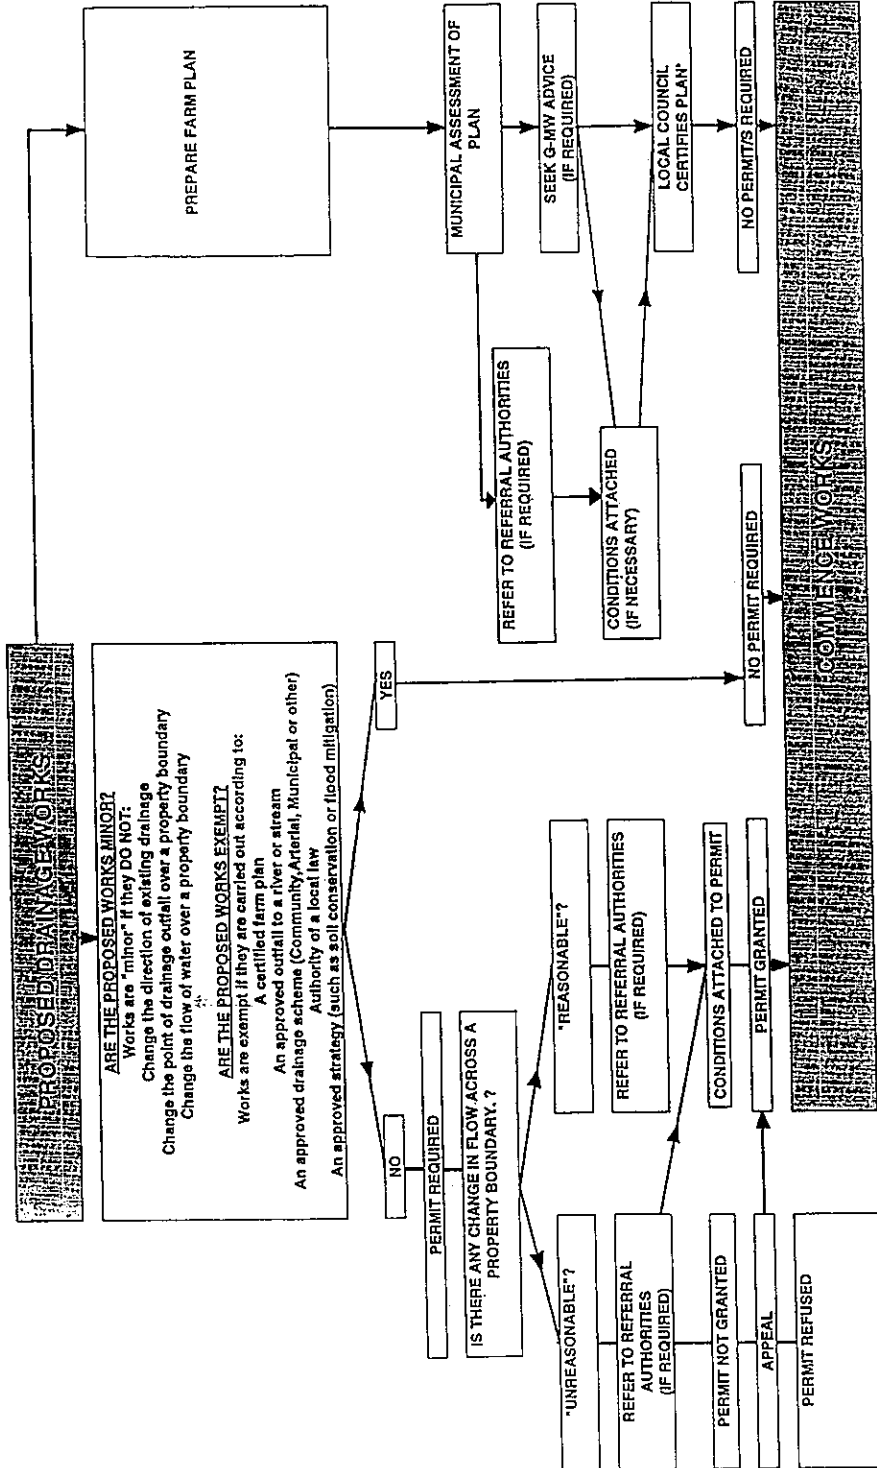 PROPOSED DRAINAGE WORKS
ARE THE PROPOSED WORKS MINOR?
Works are "minor" if they DO NOT:
Change the direction of existing drainage
Change the point of drainage outfall over a property boundary
Change the flow of water over a property boundary
ARE THE PROPOSED WORKS EXEMPT?
Works are exempt if they are carried out according to:
A certified farm plan
An approved outfall to a river or stream
An approved drainage scheme (Community, Arterial, Municipal or other)
Authority of a local law
An approved strategy (such as soil conservation or flood mitigation)
NO
YES
PERMIT REQUIRED
IS THERE ANY CHANGE IN FLOW ACROSS A
PROPERTY BOUNDARY.?
"UNREASONABLE"?
REFER TO REFERRAL
AUTHORITIES
(IF REQUIRED)
PERMIT NOT GRANTED
APPEAL
PERMIT REFUSED
"REASONABLE"?
REFER TO REFERRAL AUTHORITIES
(IF REQUIRED)
CONDITIONS ATTACHED TO PERMIT
PERMIT GRANTED
NO PERMIT REQUIRED
PREPARE FARM PLAN
MUNICIPAL ASSESSMENT OF
PLAN
REFER TO REFERRAL AUTHORITIES
(IF REQUIRED)
SEEK G-MW ADVICE
(IF REQUIRED)
CONDITIONS ATTACHED
(IF NECESSARY)
LOCAL COUNCIL
CERTIFIES PLAN*
NO PERMIT/S REQUIRED
COMMENCE WORKS